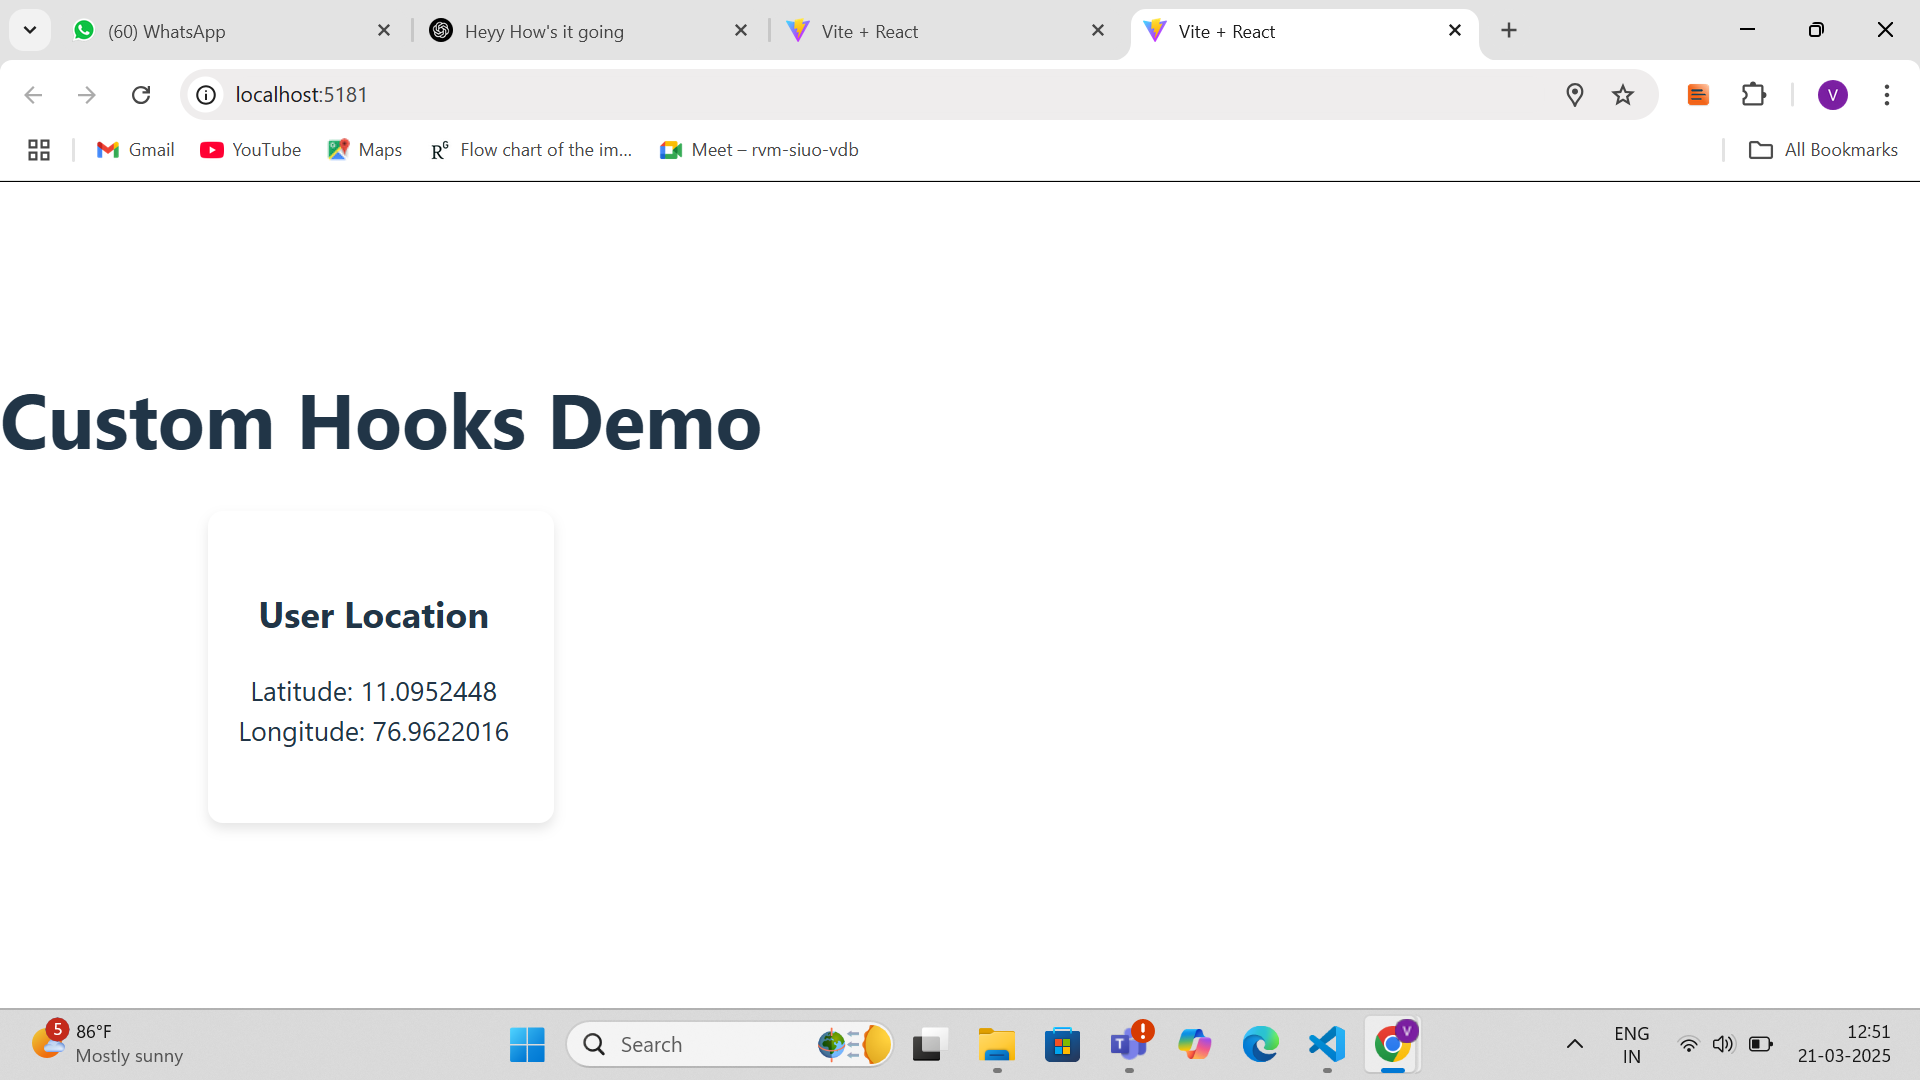 (60) WhatsApp
Heyy How's it going
Vite + React
Vite + React
localhost:5181
V
Gmail
YouTube
Maps
RG Flow chart of the im...
Meet – rvm-siuo-vdb
All Bookmarks
Custom Hooks Demo
User Location
Latitude: 11.0952448
Longitude: 76.9622016
5
86°F
Mostly sunny
Search
T
!
V
ENG
IN
12:51
21-03-2025